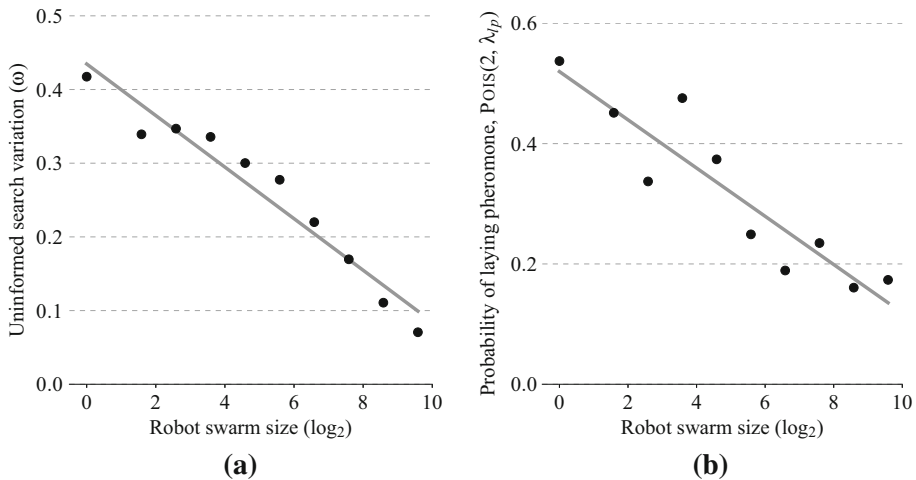 Uninformed search variation (ω)
0.5
0.4
0.3
0.2
0.1
0.0
0 2 4 6 8 10
Robot swarm size (log2)
(a)
Probability of laying pheromone, POIS(2, λlp)
0.6
0.4
0.2
0.0
0 2 4 6 8 10
Robot swarm size (log2)
(b)